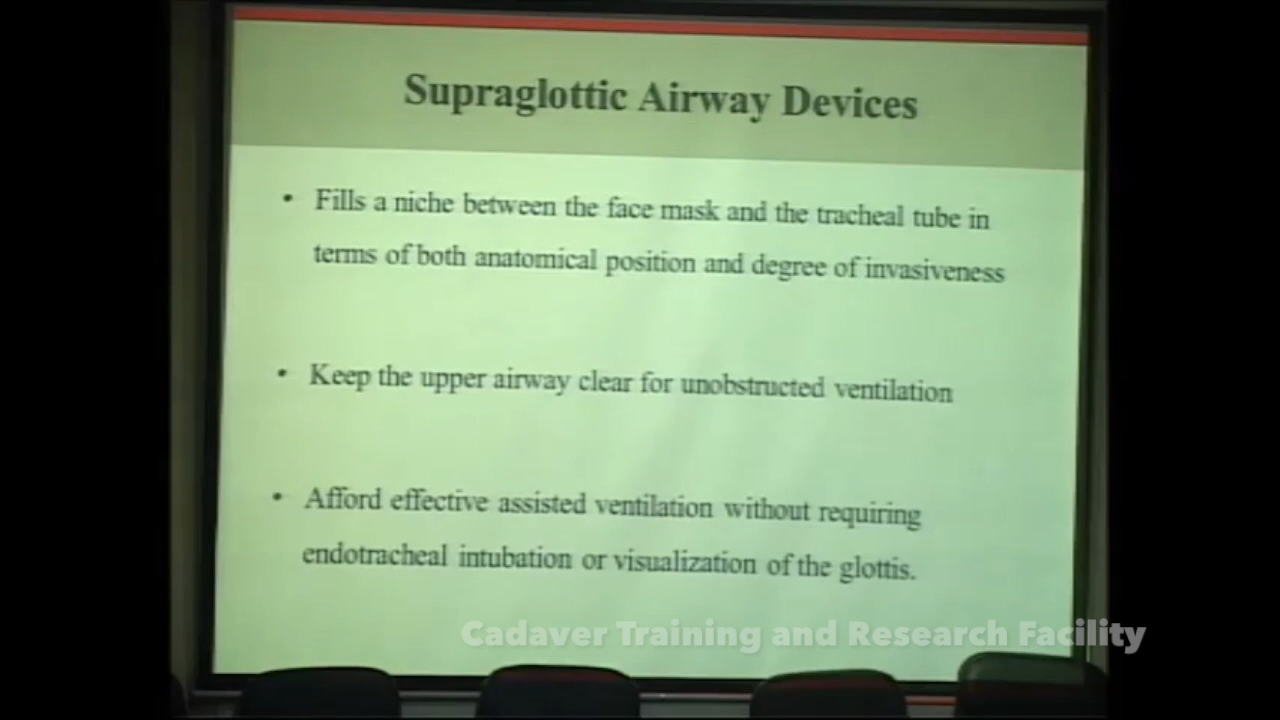 Supraglottic Airway Devices
• Fills a niche between the face mask and the tracheal tube in
terms of both anatomical position and degree of invasiveness
• Keep the upper airway clear for unobstructed ventilation
• Afford effective assisted ventilation without requiring
endotracheal intubation or visualization of the glottis.
Cadaver Training and Research Facility